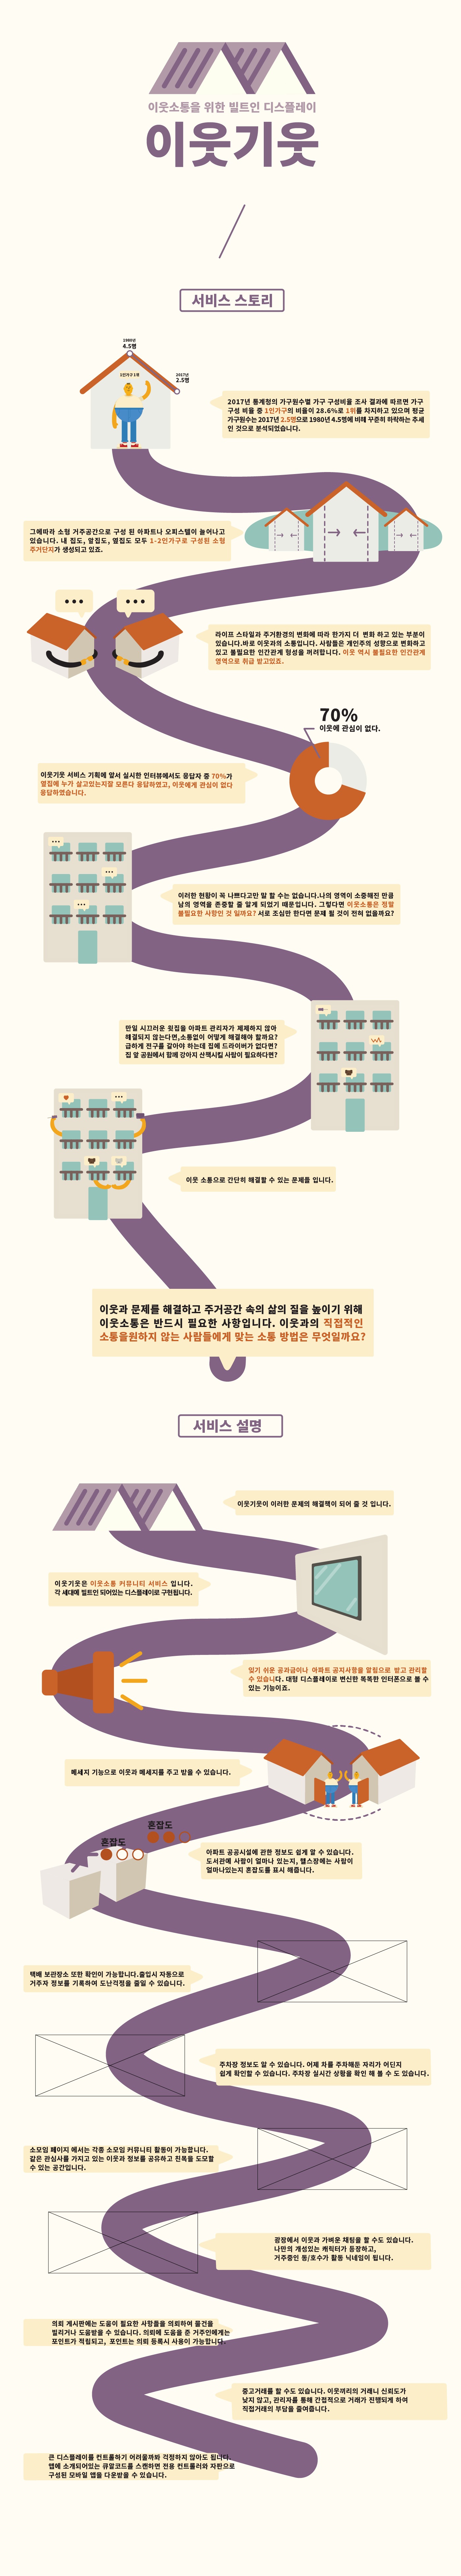 이웃소통을 위한 빌트인 디스플레이
이웃기웃
서비스 스토리
1980년
4.5명
2017년
2.5명
1인가구 1위
2017년 통계청의 가구원수별 가구 구성비율 조사 결과에 따르면 가구
구성 비율 중 1인가구의 비율이 28.6%로 1위를 차지하고 있으며 평균
가구원수는 2017년 2.5명으로 1980년 4.5명에 비해 꾸준히 하락하는 추세
인 것으로 분석되었습니다.
그에따라 소형 거주공간으로 구성 된 아파트나 오피스텔이 늘어나고
있습니다. 내 집도, 앞집도, 옆집도 모두 1-2인가구로 구성된 소형
주거단지가 생성되고 있죠.
라이프 스타일과 주거환경의 변화에 따라 한가지 더 변화 하고 있는 부분이
있습니다.바로 이웃과의 소통입니다. 사람들은 개인주의 성향으로 변화하고
있고 불필요한 인간관계 형성을 꺼려합니다. 이웃 역시 불필요한 인간관계
영역으로 취급 받고있죠.
70%
이웃에 관심이 없다.
이웃기웃 서비스 기획에 앞서 실시한 인터뷰에서도 응답자 중 70%가
옆집에 누가 살고있는지잘 모른다 응답하였고, 이웃에게 관심이 없다
응답하였습니다.
이러한 현황이 꼭 나쁘다고만 말 할 수는 없습니다.나의 영역이 소중해진 만큼
남의 영역을 존중할 줄 알게 되었기 때문입니다. 그렇다면 이웃소통은 정말
불필요한 사항인 것 일까요? 서로 조심만 한다면 문제 될 것이 전혀 없을까요?
만일 시끄러운 윗집을 아파트 관리자가 제재하지 않아
해결되지 않는다면,소통없이 어떻게 해결해야 할까요?
급하게 전구를 갈아야 하는데 집에 드라이버가 없다면?
집 앞 공원에서 함께 강아지 산책시킬 사람이 필요하다면?
이웃 소통으로 간단히 해결할 수 있는 문제들 입니다.
이웃과 문제를 해결하고 주거공간 속의 삶의 질을 높이기 위해
이웃소통은 반드시 필요한 사항입니다. 이웃과의 직접적인
소통을원하지 않는 사람들에게 맞는 소통 방법은 무엇일까요?
서비스 설명
이웃기웃이 이러한 문제의 해결책이 되어 줄 것 입니다.
이웃기웃은 이웃소통 커뮤니티 서비스 입니다.
각 세대에 빌트인 되어있는 디스플레이로 구현됩니다.
잊기 쉬운 공과금이나 아파트 공지사항을 알림으로 받고 관리할
수 있습니다. 대형 디스플레이로 변신한 똑똑한 인터폰으로 볼 수
있는 기능이죠.
메세지 기능으로 이웃과 메세지를 주고 받을 수 있습니다.
혼잡도
혼잡도
아파트 공공시설에 관한 정보도 쉽게 알 수 있습니다.
도서관에 사람이 얼마나 있는지, 헬스장에는 사람이
얼마나있는지 혼잡도를 표시 해줍니다.
택배 보관장소 또한 확인이 가능합니다.출입시 자동으로
거주자 정보를 기록하여 도난걱정을 줄일 수 있습니다.
주차장 정보도 알 수 있습니다. 어제 차를 주차해둔 자리가 어딘지
쉽게 확인할 수 있습니다. 주차장 실시간 상황을 확인 해 볼 수 도 있습니다.
소모임 페이지 에서는 각종 소모임 커뮤니티 활동이 가능합니다.
같은 관심사를 가지고 있는 이웃과 정보를 공유하고 친목을 도모할
수 있는 공간입니다.
광장에서 이웃과 가벼운 채팅을 할 수도 있습니다.
나만의 개성있는 캐릭터가 등장하고,
거주중인 동/호수가 활동 닉네임이 됩니다.
의뢰 게시판에는 도움이 필요한 사항들을 의뢰하여 물건을
빌리거나 도움받을 수 있습니다. 의뢰에 도움을 준 거주인에게는
포인트가 적립되고, 포인트는 의뢰 등록시 사용이 가능합니다.
중고거래를 할 수도 있습니다. 이웃끼리의 거래니 신뢰도가
낮지 않고, 관리자를 통해 간접적으로 거래가 진행되게 하여
직접거래의 부담을 줄여줍니다.
큰 디스플레이를 컨트롤하기 어려울까봐 걱정하지 않아도 됩니다.
앱에 소개되어있는 큐알코드를 스캔하면 전용 컨트롤러와 자판으로
구성된 모바일 앱을 다운받을 수 있습니다.